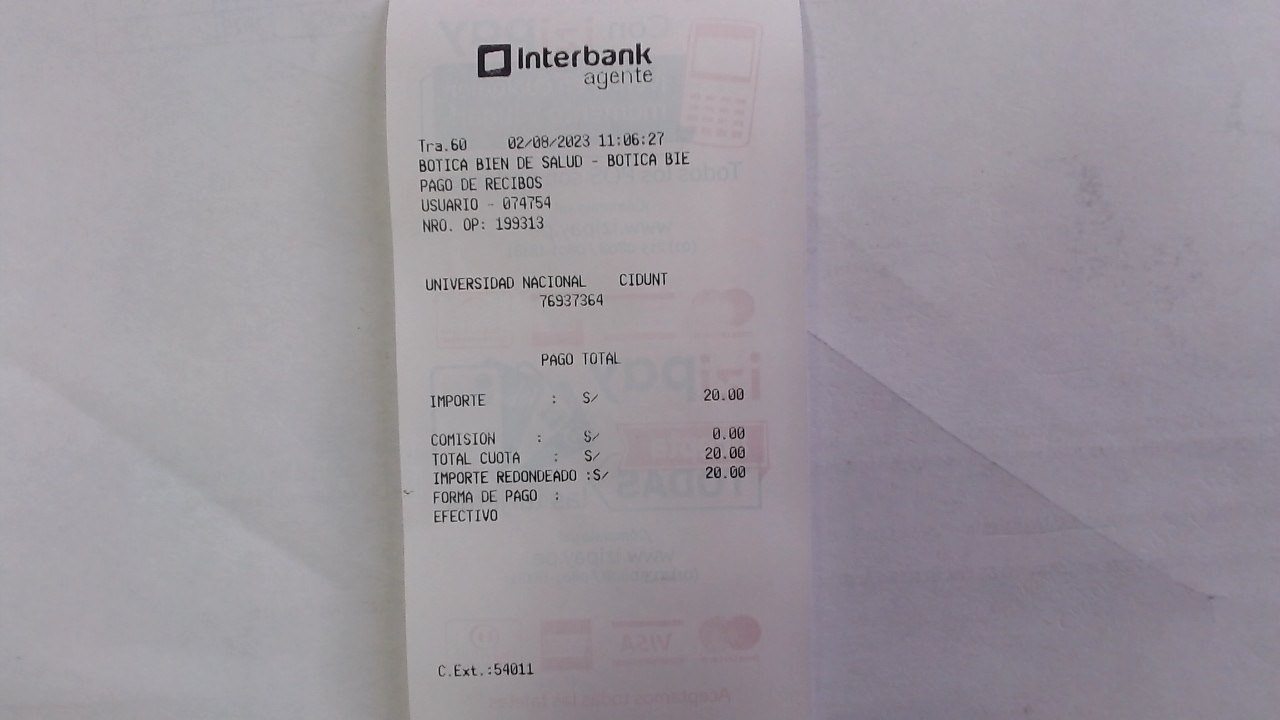 Interbank
agente
Tra.60 02/08/2023 11:06:27
BOTICA BIEN DE SALUD - BOTICA BIE
PAGO DE RECIBOS
USUARIO - 074754
NRO. OP: 199313
UNIVERSIDAD NACIONAL CIDUNT
76937364
PAGO TOTAL
IMPORTE : S/ 20.00
COMISION : S/ 0.00
TOTAL CUOTA : S/ 20.00
IMPORTE REDONDEADO :S/ 20.00
FORMA DE PAGO :
EFECTIVO
C.Ext.:54011